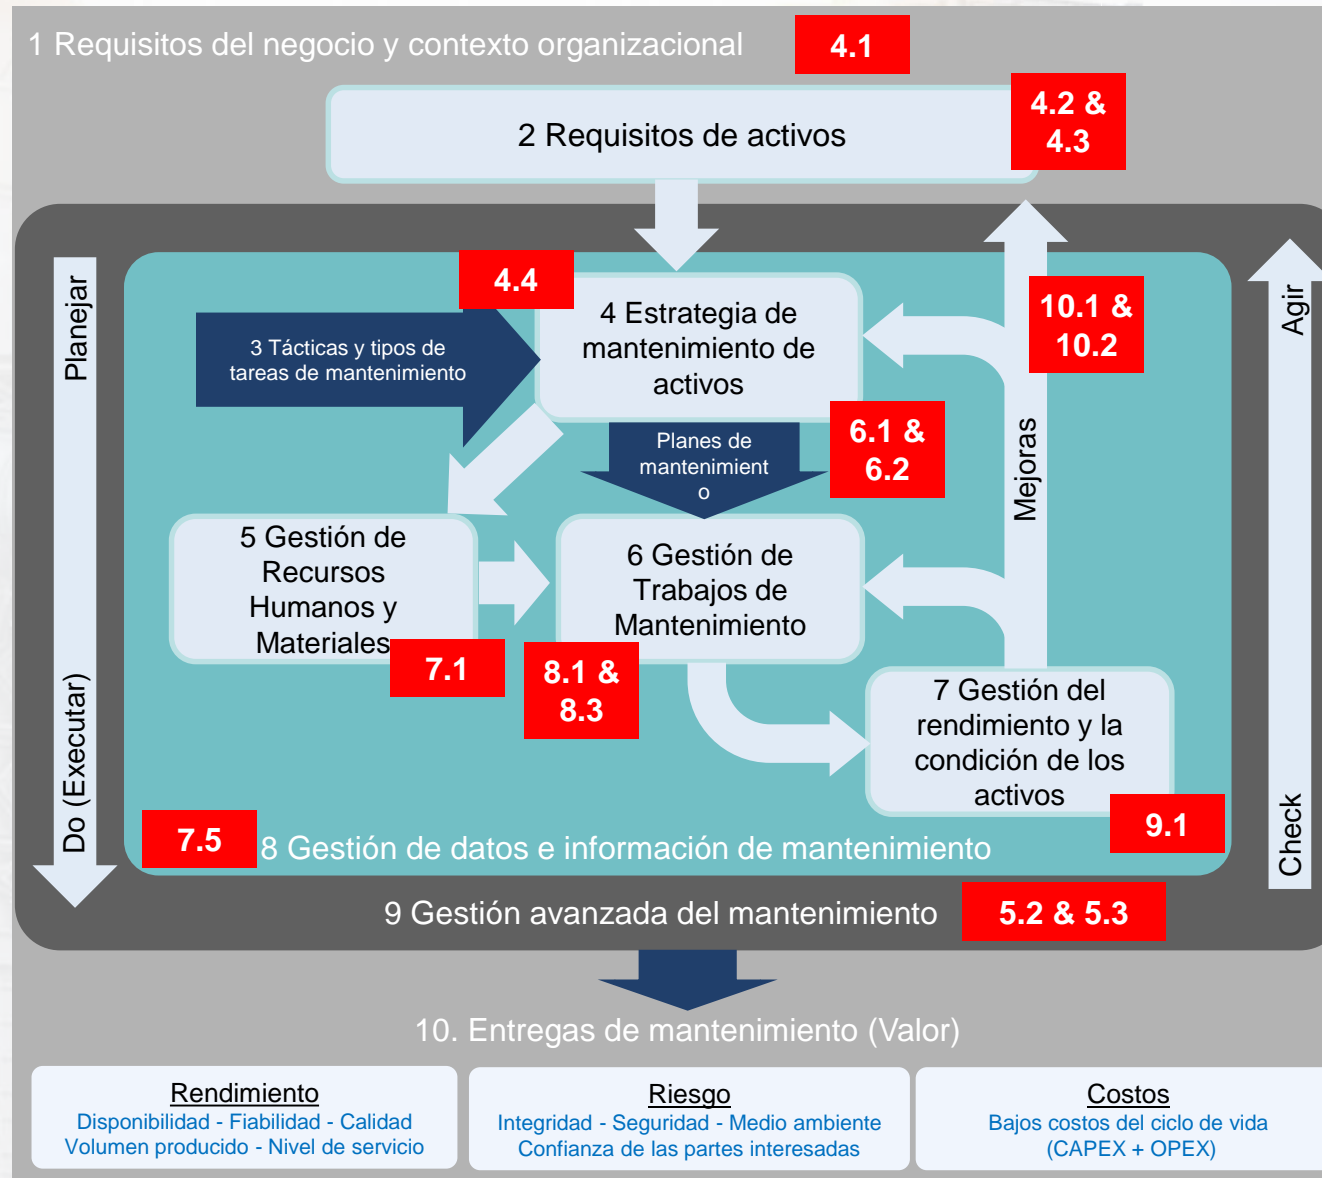 1 Requisitos del negocio y contexto organizacional
4.1
2 Requisitos de activos
4.2 &
4.3
Planejar
Do (Executar)
4.4
4 Estrategia de
mantenimiento de
activos
3 Tácticas y tipos de
tareas de mantenimiento
10.1 &
10.2
Agir
Check
Mejoras
Planes de
mantenimient
o
6.1 &
6.2
5 Gestión de
Recursos
Humanos y
Materiales
7.1
6 Gestión de
Trabajos de
Mantenimiento
8.1 &
8.3
7 Gestión del
rendimiento y la
condición de los
activos
9.1
7.5
8 Gestión de datos e información de mantenimiento
9 Gestión avanzada del mantenimiento
5.2 & 5.3
10. Entregas de mantenimiento (Valor)
Rendimiento
Disponibilidad - Fiabilidad - Calidad
Volumen producido - Nivel de servicio
Riesgo
Integridad - Seguridad - Medio ambiente
Confianza de las partes interesadas
Costos
Bajos costos del ciclo de vida
(CAPEX + OPEX)